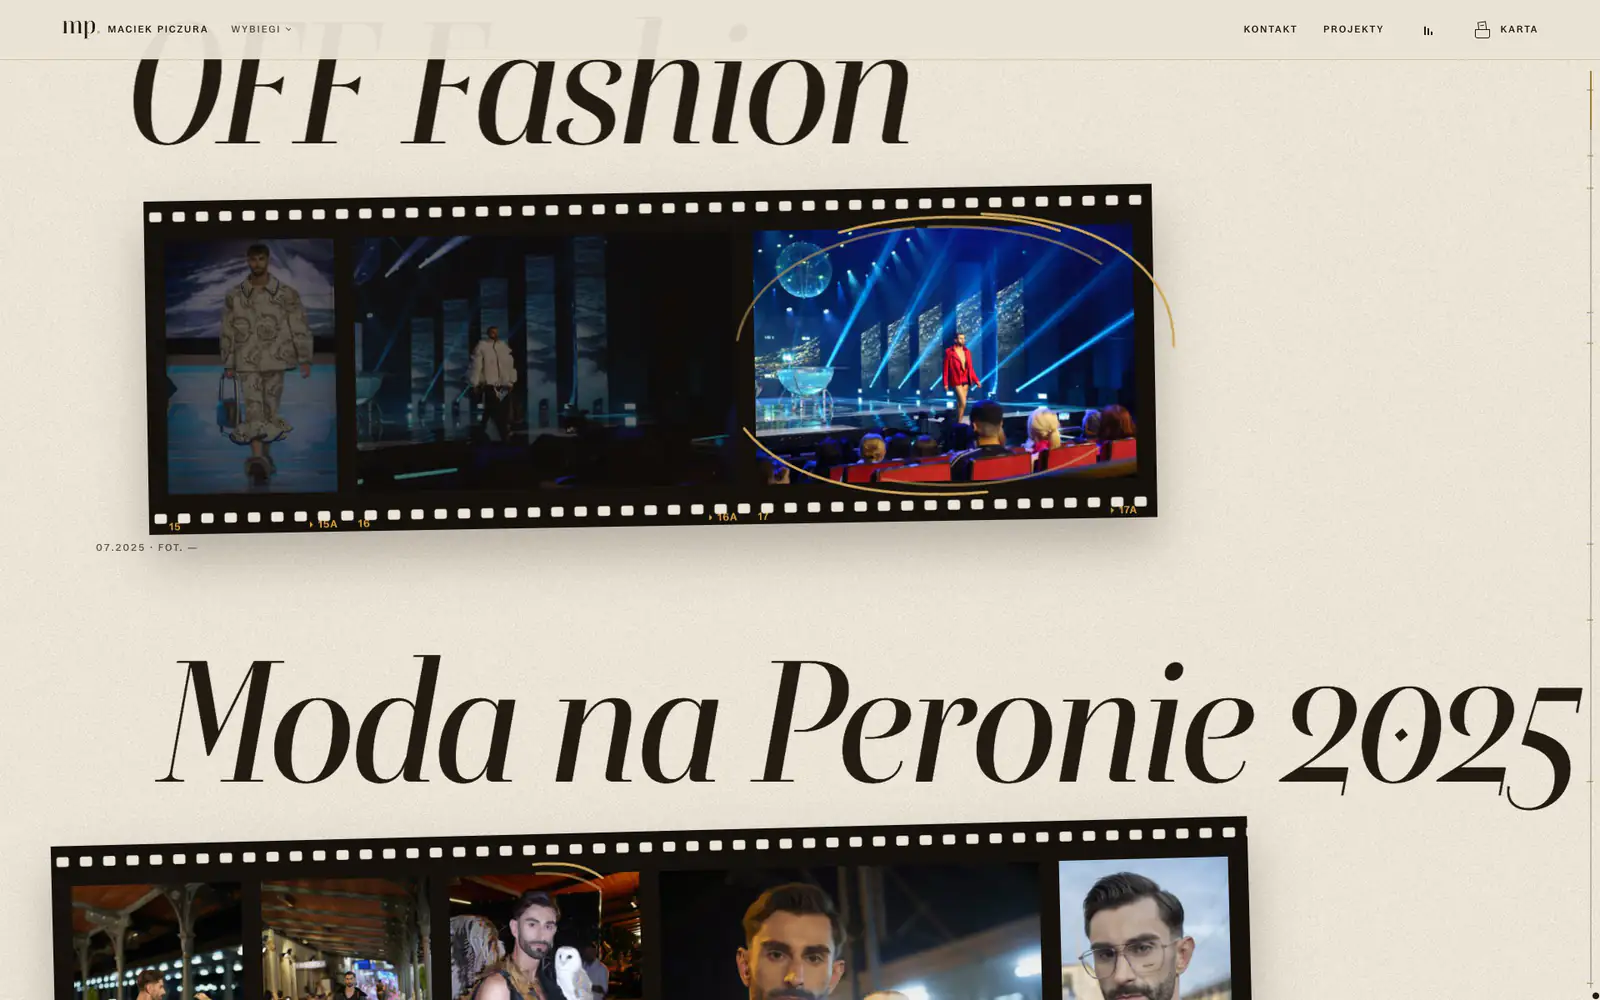 mp. MACIEK PICZURA WYBIEGI KONTAKT PROJEKTY KARTA
OFF Fashion
15 15A 16 16A 17 17A
07.2025 · FOT. —
Moda na Peronie 2025